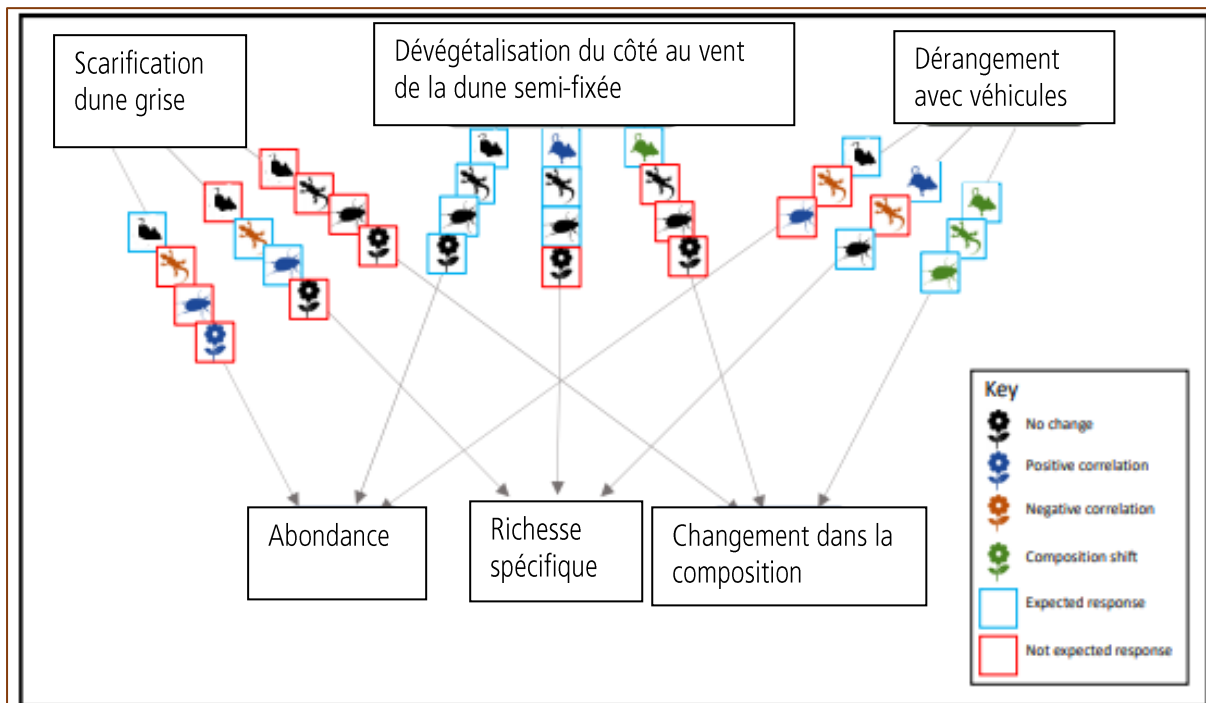 Scarification
dune grise
Dévégétalisation du côté au vent
de la dune semi-fixée
Dérangement
avec véhicules
Abondance
Richesse
spécifique
Changement dans la
composition
Key
No change
Positive correlation
Negative correlation
Composition shift
Expected response
Not expected response